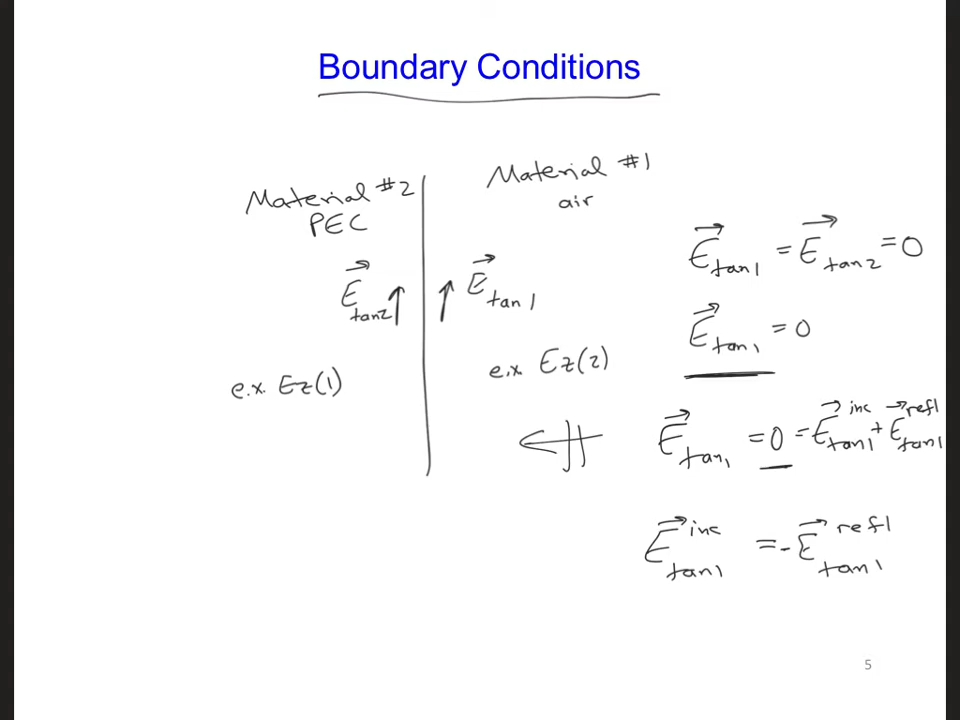 Boundary Conditions
Material #2
PEC
Material #1
air
E⃗tan2 ↑
↑ E⃗tan1
E⃗tan1 = E⃗tan2 = 0
E⃗tan1 = 0
e.x. Ez(1)
e.x. Ez(2)
E⃗tan1 = 0 = E⃗tan1^inc + E⃗tan1^refl
E⃗tan1^inc = -E⃗tan1^refl
5